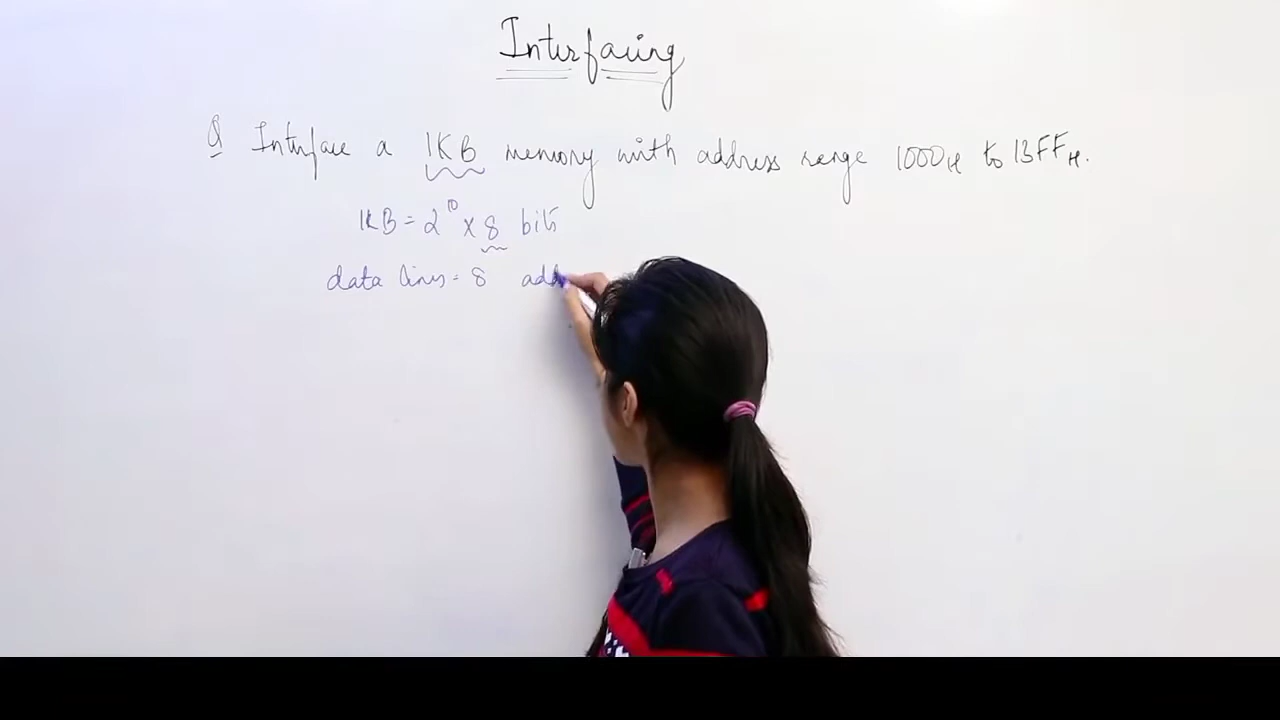 Interfacing
Q Interface a 1KB memory with address range 1000H to 13FFH.
1KB = 2^10 x 8 bits
data lines = 8 add